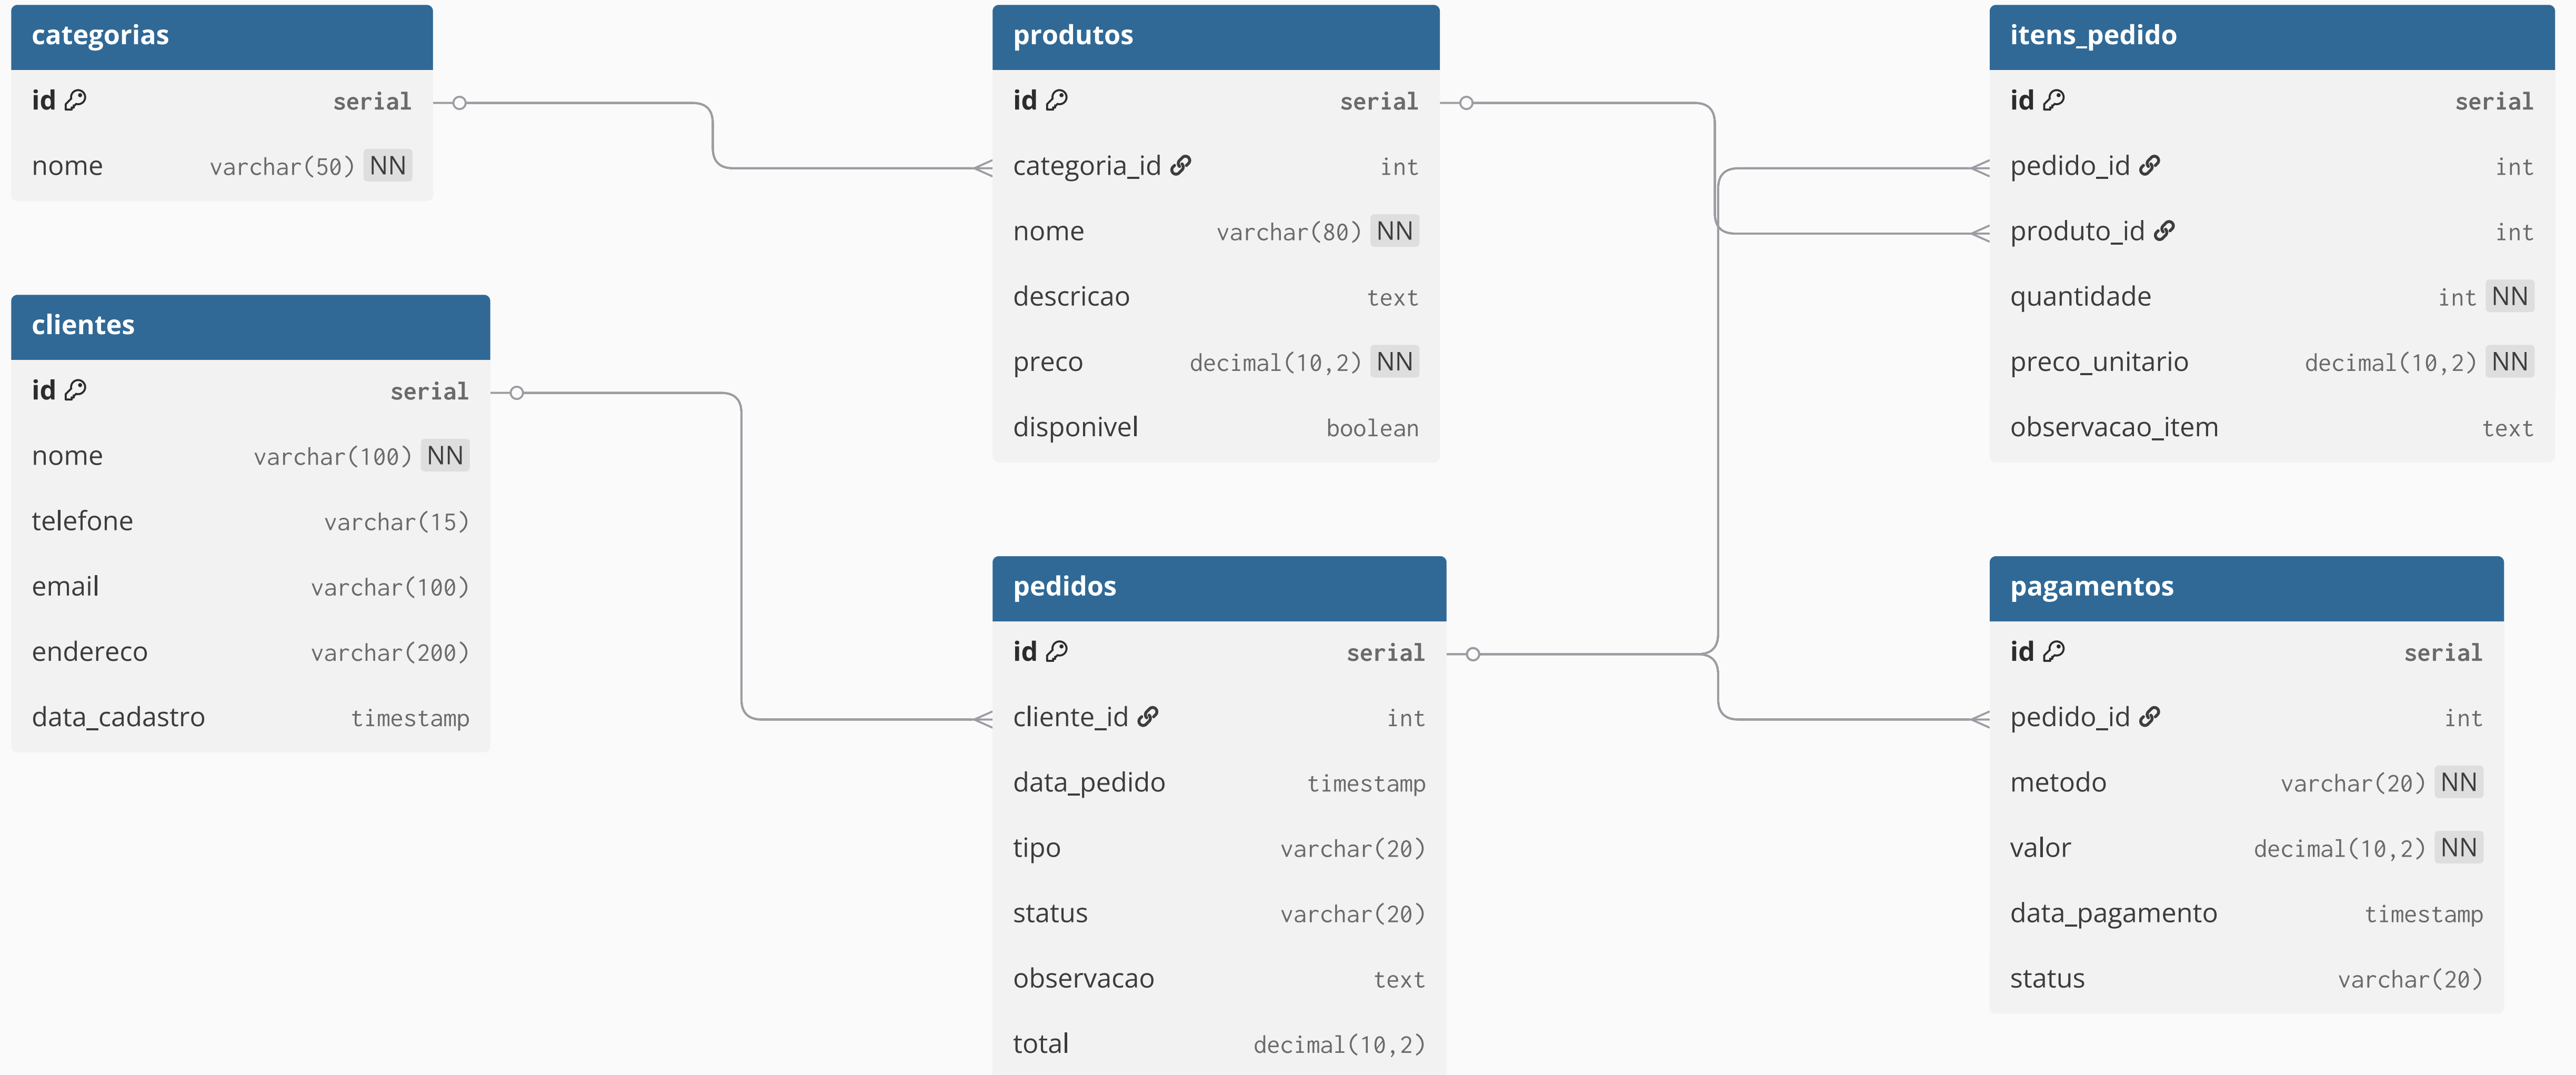 categorias
id serial
nome varchar(50) NN
clientes
id serial
nome varchar(100) NN
telefone varchar(15)
email varchar(100)
endereco varchar(200)
data_cadastro timestamp
produtos
id serial
categoria_id int
nome varchar(80) NN
descricao text
preco decimal(10,2) NN
disponivel boolean
pedidos
id serial
cliente_id int
data_pedido timestamp
tipo varchar(20)
status varchar(20)
observacao text
total decimal(10,2)
itens_pedido
id serial
pedido_id int
produto_id int
quantidade int NN
preco_unitario decimal(10,2) NN
observacao_item text
pagamentos
id serial
pedido_id int
metodo varchar(20) NN
valor decimal(10,2) NN
data_pagamento timestamp
status varchar(20)